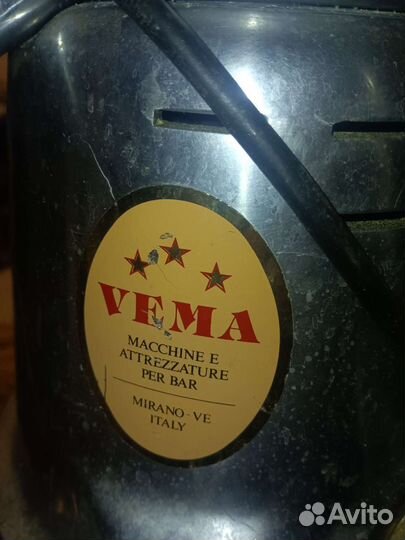 VEMA
MACCHINE E
ATTREZZATURE
PER BAR
MIRANO-VE
ITALY
Avito